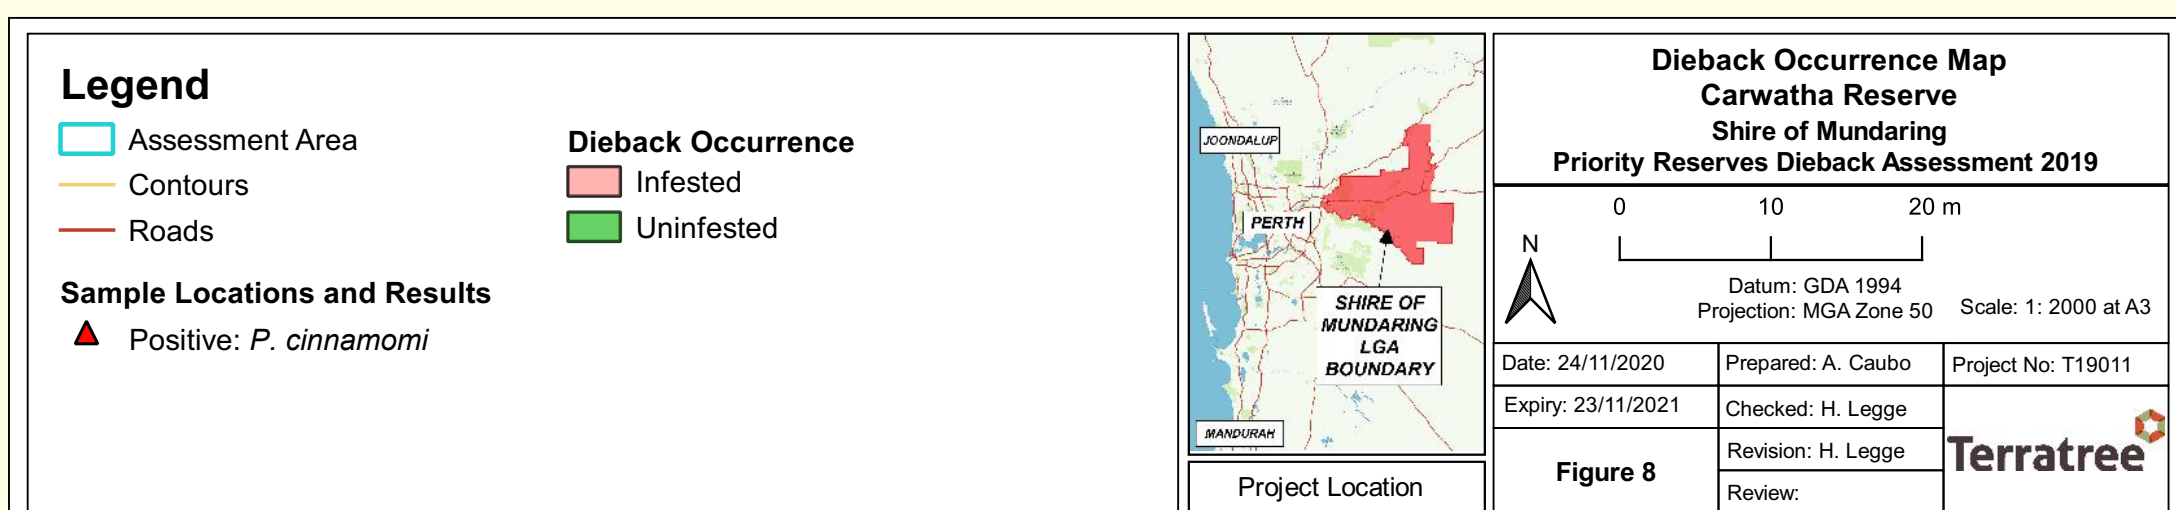 Legend
Assessment Area
Contours
Roads
Sample Locations and Results
Positive: P. cinnamomi
Dieback Occurrence
Infested
Uninfested
JOONDALUP
PERTH
SHIRE OF
MUNDARING
LGA
BOUNDARY
MANDURAH
Project Location
Dieback Occurrence Map
Carwatha Reserve
Shire of Mundaring
Priority Reserves Dieback Assessment 2019
0 10 20 m
N
Datum: GDA 1994
Projection: MGA Zone 50
Scale: 1: 2000 at A3
Date: 24/11/2020
Prepared: A. Caubo
Project No: T19011
Expiry: 23/11/2021
Checked: H. Legge
Figure 8
Revision: H. Legge
Review:
Terratree